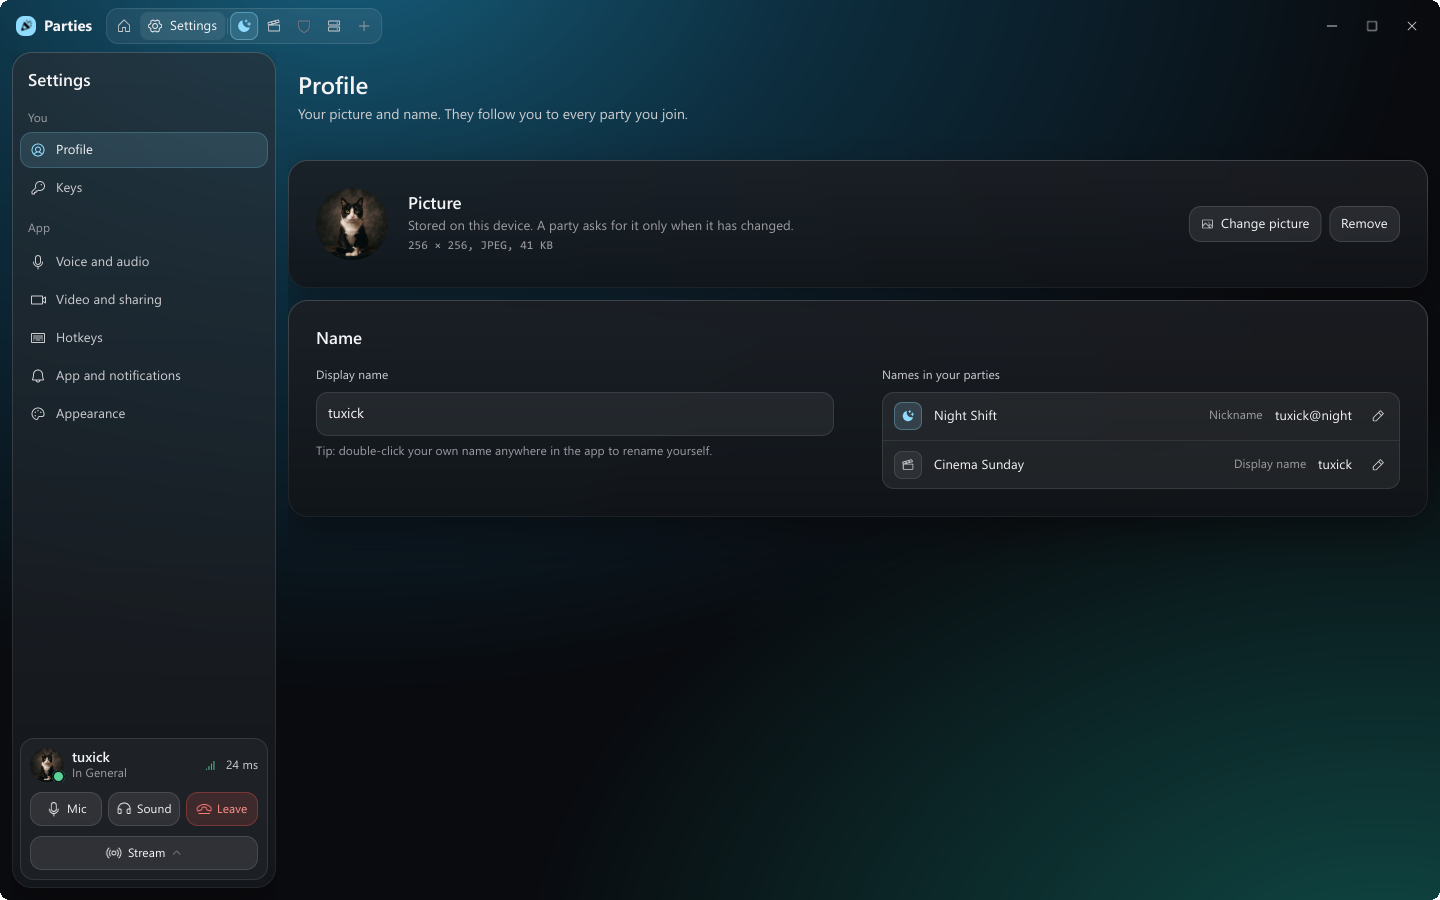 Parties
Settings
Settings
You
Profile
Keys
App
Voice and audio
Video and sharing
Hotkeys
App and notifications
Appearance
tuxick
In General
24 ms
Mic
Sound
Leave
Stream
Profile
Your picture and name. They follow you to every party you join.
Picture
Stored on this device. A party asks for it only when it has changed.
256 × 256, JPEG, 41 KB
Change picture
Remove
Name
Display name
tuxick
Tip: double-click your own name anywhere in the app to rename yourself.
Names in your parties
Night Shift
Nickname
tuxick@night
Cinema Sunday
Display name
tuxick